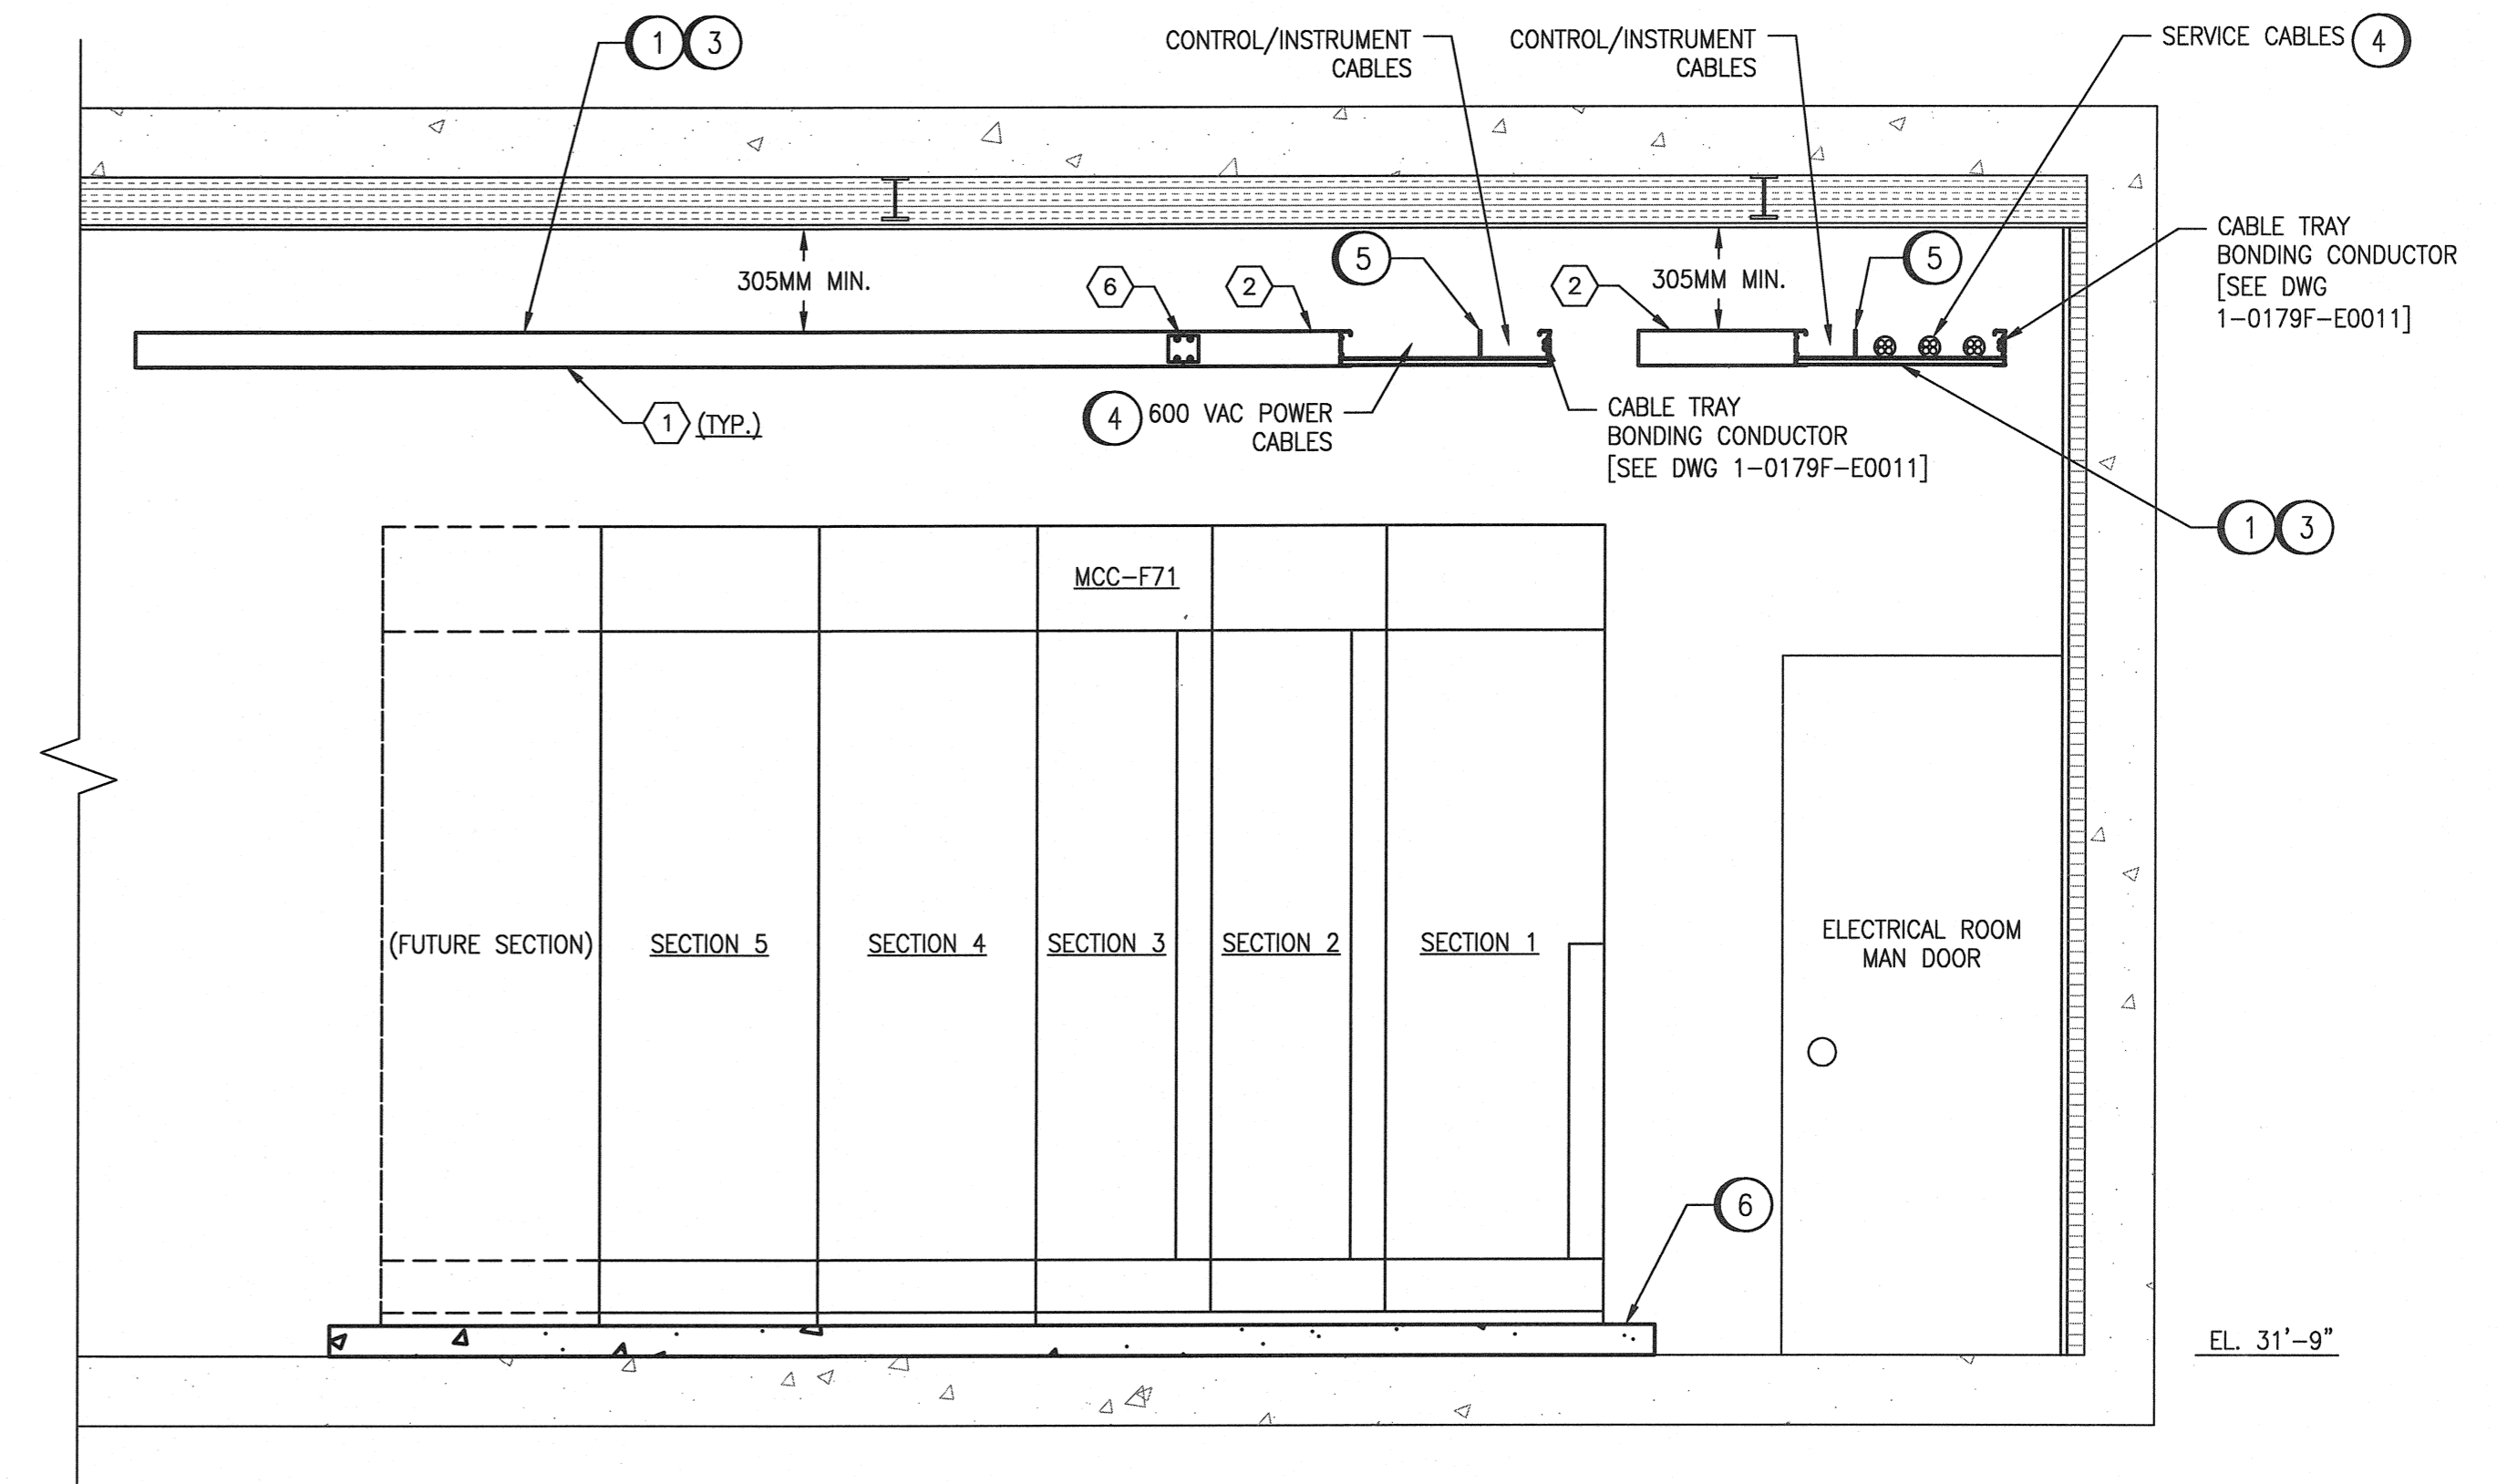 1 3
CONTROL/INSTRUMENT
CABLES
CONTROL/INSTRUMENT
CABLES
SERVICE CABLES 4
CABLE TRAY
BONDING CONDUCTOR
[SEE DWG
1-0179F-E0011]
305MM MIN.
6
2
5
2
305MM MIN.
5
1 (TYP.)
4 600 VAC POWER
CABLES
CABLE TRAY
BONDING CONDUCTOR
[SEE DWG 1-0179F-E0011]
1 3
MCC-F71
(FUTURE SECTION)
SECTION 5
SECTION 4
SECTION 3
SECTION 2
SECTION 1
ELECTRICAL ROOM
MAN DOOR
6
EL. 31'-9"